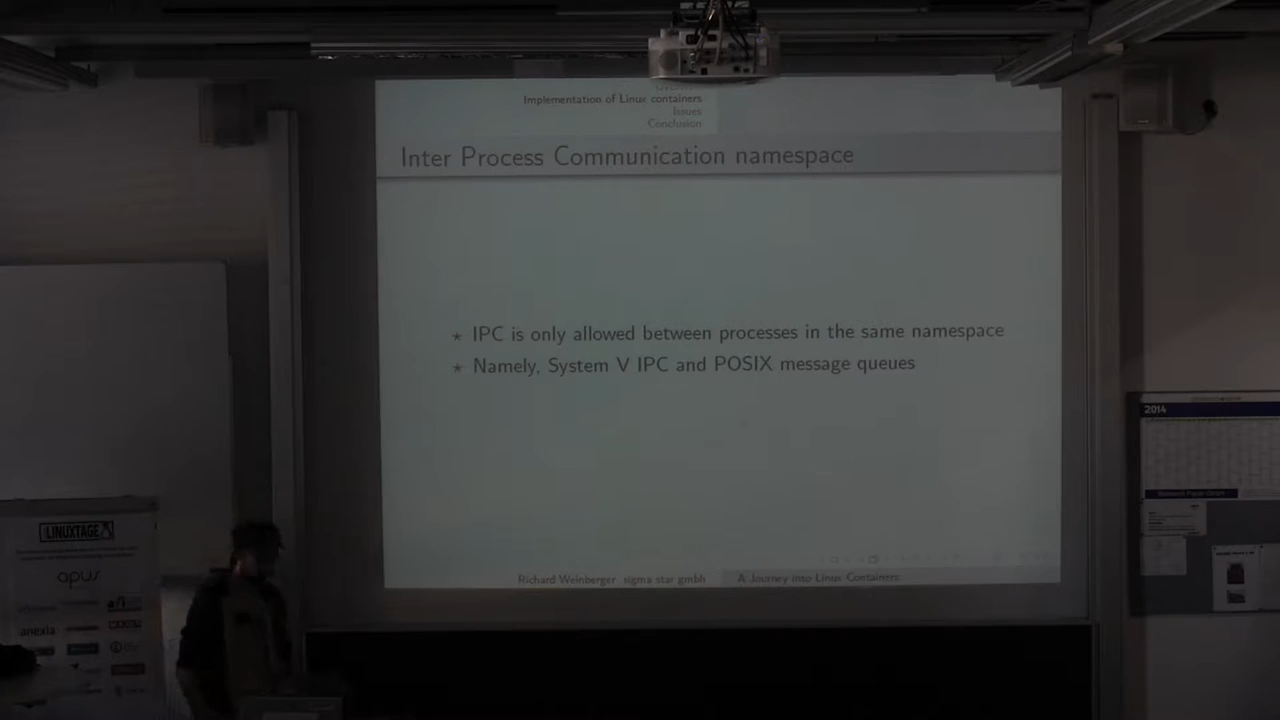 Implementation of Linux containers
Issues
Conclusion
Inter Process Communication namespace
⋆ IPC is only allowed between processes in the same namespace
⋆ Namely, System V IPC and POSIX message queues
Richard Weinberger sigma star gmbh
A Journey into Linux Containers
2014
LINUXTAGE
apus
anexia